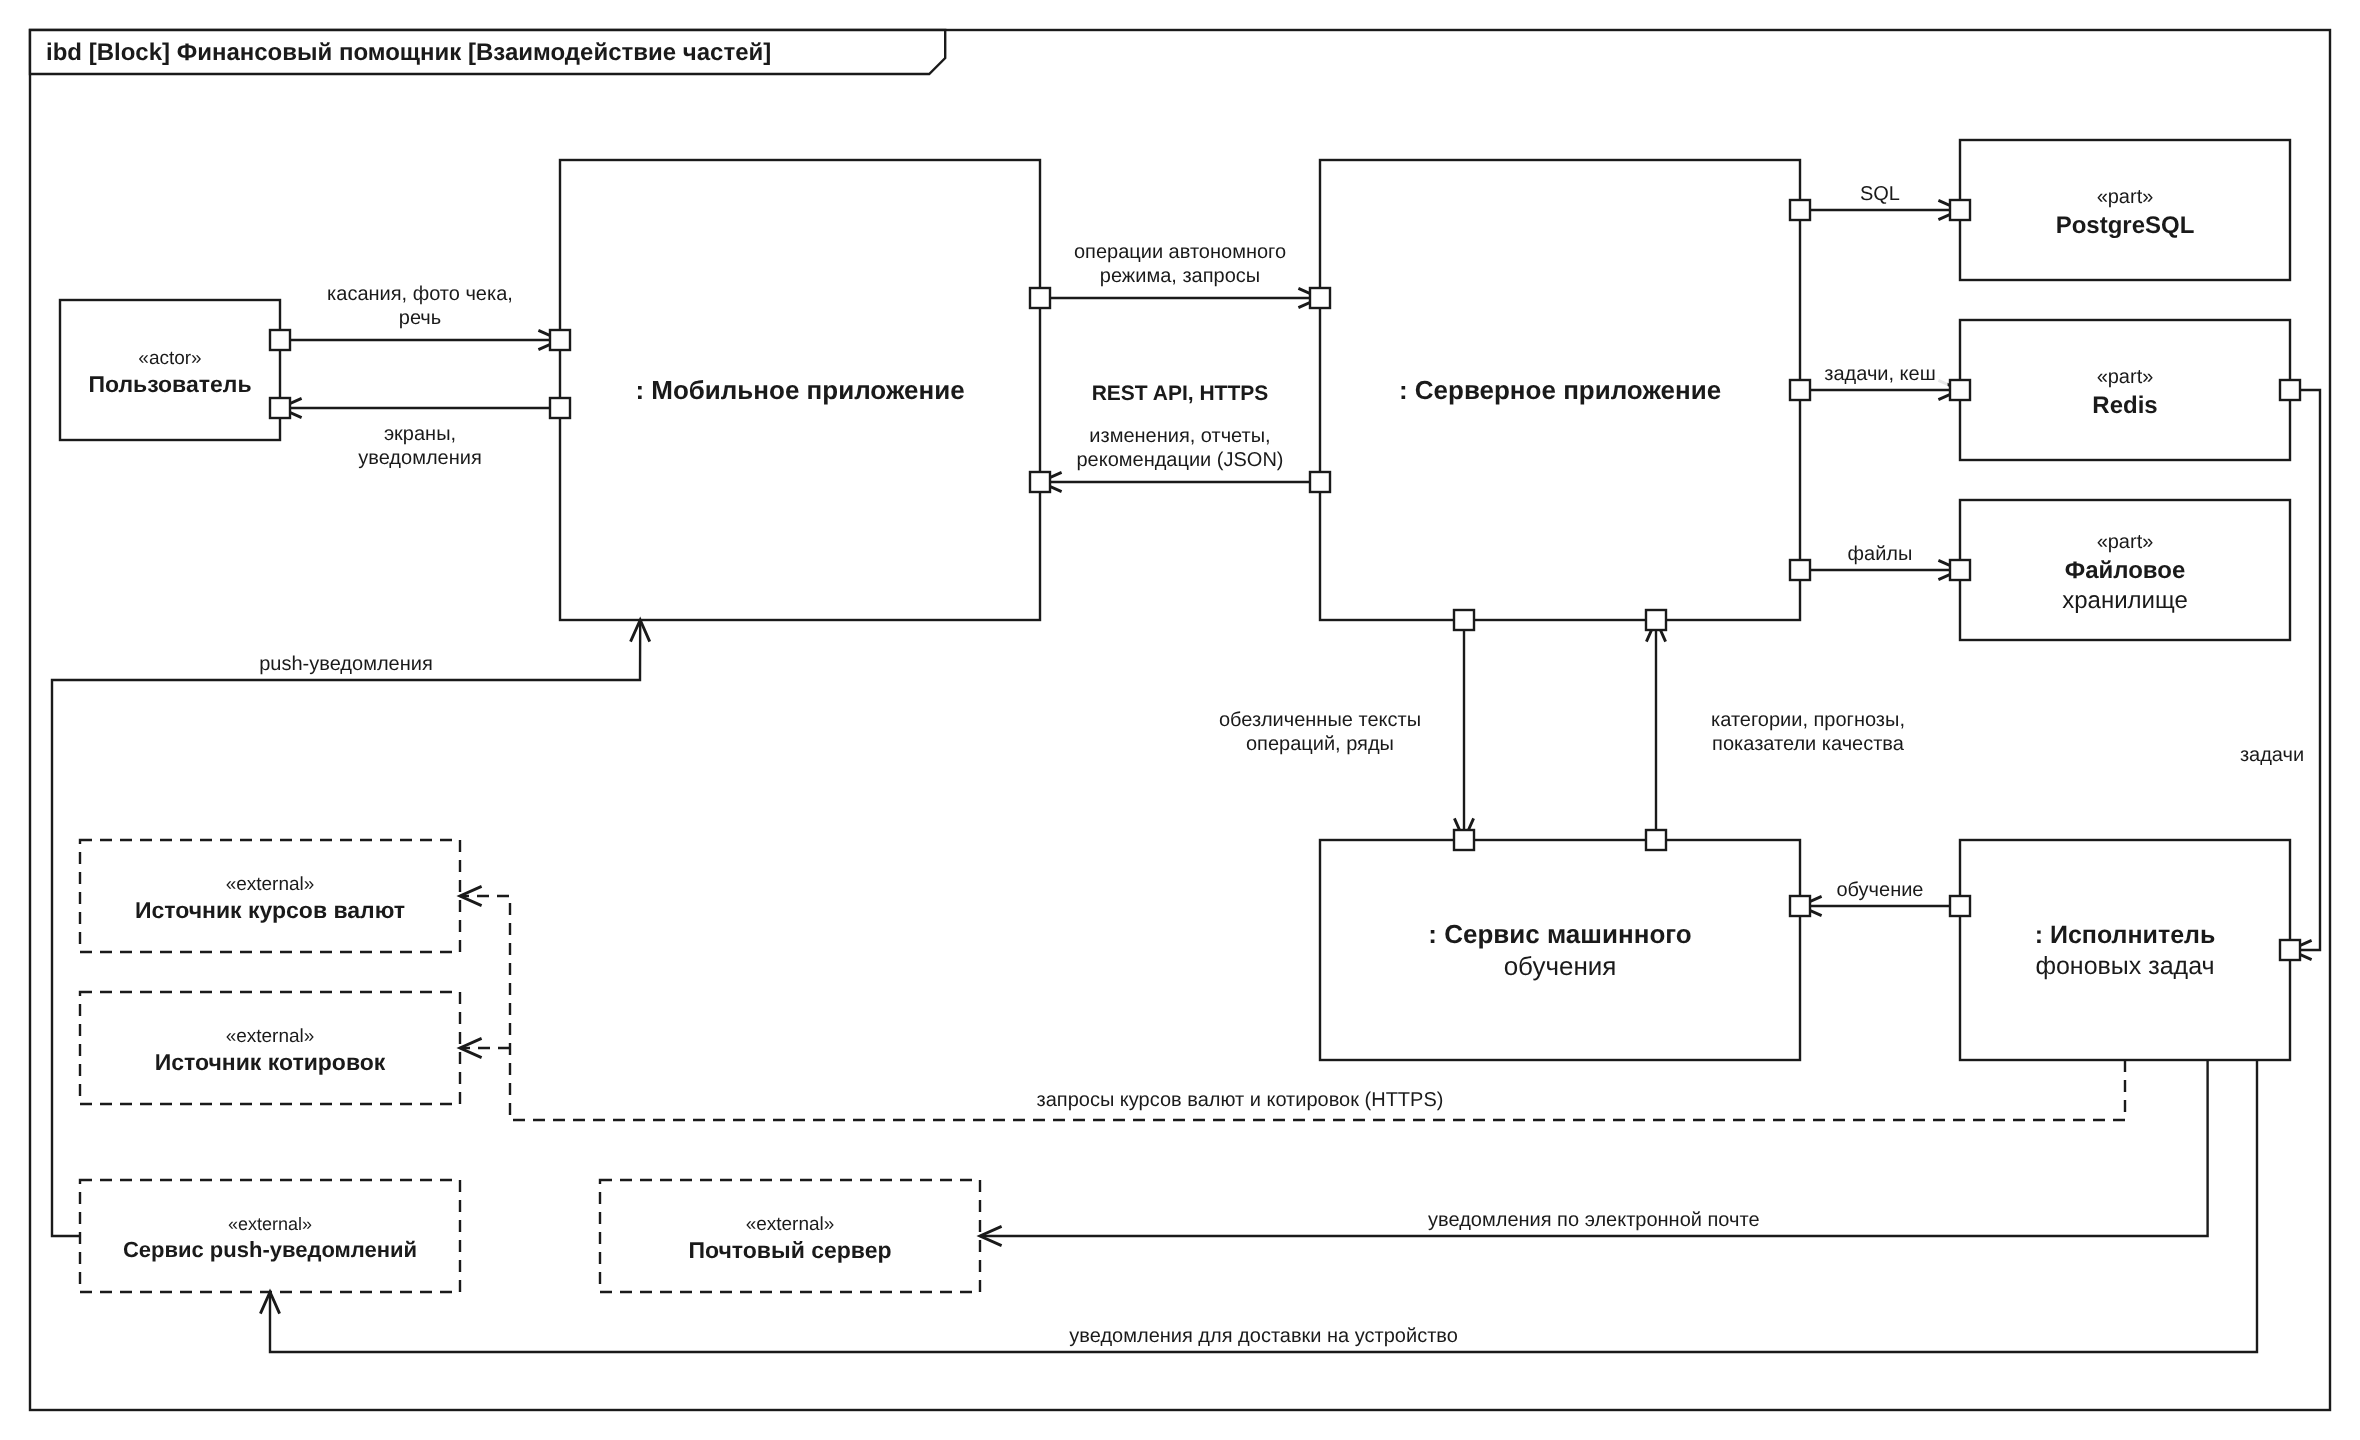 ibd [Block] Финансовый помощник [Взаимодействие частей]
«actor»
Пользователь
касания, фото чека,
речь
экраны,
уведомления
: Мобильное приложение
операции автономного
режима, запросы
REST API, HTTPS
изменения, отчеты,
рекомендации (JSON)
: Серверное приложение
SQL
«part»
PostgreSQL
задачи, кеш
«part»
Redis
файлы
«part»
Файловое
хранилище
push-уведомления
обезличенные тексты
операций, ряды
категории, прогнозы,
показатели качества
задачи
«external»
Источник курсов валют
«external»
Источник котировок
: Сервис машинного
обучения
обучение
: Исполнитель
фоновых задач
запросы курсов валют и котировок (HTTPS)
«external»
Сервис push-уведомлений
«external»
Почтовый сервер
уведомления по электронной почте
уведомления для доставки на устройство